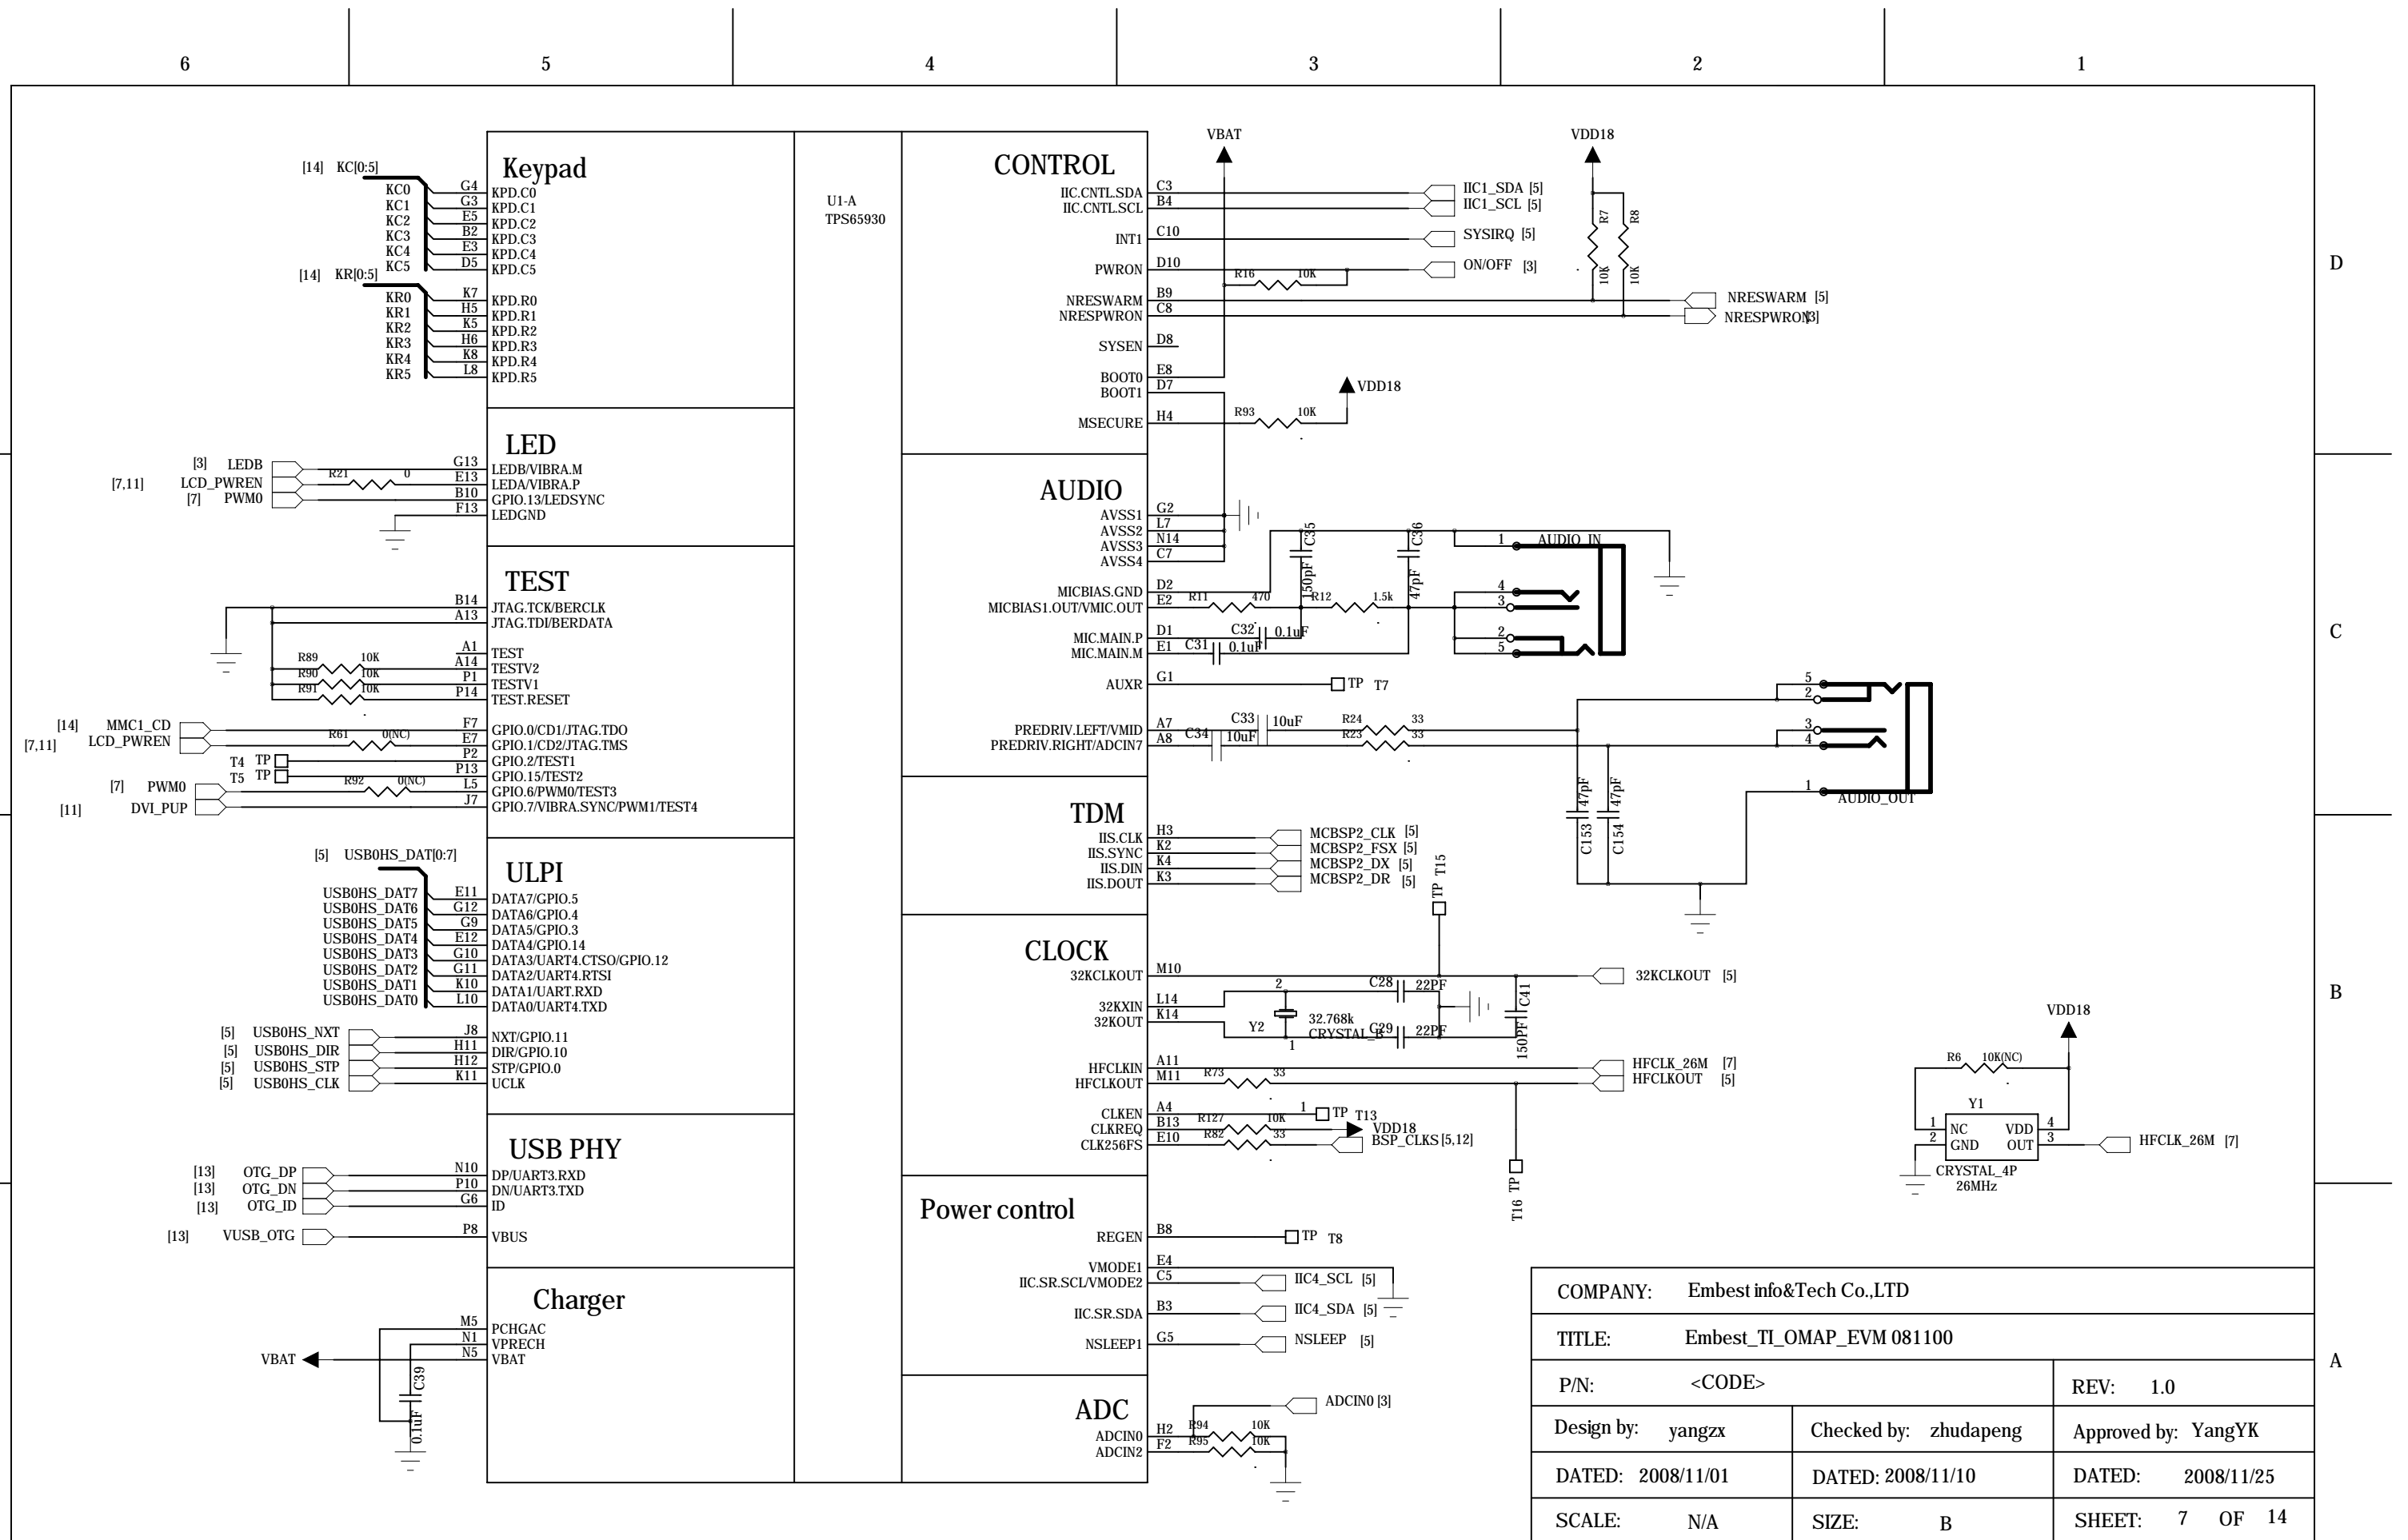 6 5 4 3 2 1
D
C
B
A
U1-A
TPS65930
Keypad
[14] KC[0:5]
KC0 G4 KPD.C0
KC1 G3 KPD.C1
KC2 E5 KPD.C2
KC3 B2 KPD.C3
KC4 E3 KPD.C4
KC5 D5 KPD.C5
[14] KR[0:5]
KR0 K7 KPD.R0
KR1 H5 KPD.R1
KR2 K5 KPD.R2
KR3 H6 KPD.R3
KR4 K8 KPD.R4
KR5 L8 KPD.R5
LED
[3] LEDB G13 LEDB/VIBRA.M
[7,11] LCD_PWREN R21 0 E13 LEDA/VIBRA.P
[7] PWM0 B10 GPIO.13/LEDSYNC
F13 LEDGND
TEST
B14 JTAG.TCK/BERCLK
A13 JTAG.TDI/BERDATA
A1 TEST
R89 10K A14 TESTV2
R90 10K P1 TESTV1
R91 10K P14 TEST.RESET
[14] MMC1_CD F7 GPIO.0/CD1/JTAG.TDO
[7,11] LCD_PWREN R61 0(NC) E7 GPIO.1/CD2/JTAG.TMS
T4 TP P2 GPIO.2/TEST1
T5 TP P13 GPIO.15/TEST2
[7] PWM0 R92 0(NC) L5 GPIO.6/PWM0/TEST3
[11] DVI_PUP J7 GPIO.7/VIBRA.SYNC/PWM1/TEST4
ULPI
[5] USB0HS_DAT[0:7]
USB0HS_DAT7 E11 DATA7/GPIO.5
USB0HS_DAT6 G12 DATA6/GPIO.4
USB0HS_DAT5 G9 DATA5/GPIO.3
USB0HS_DAT4 E12 DATA4/GPIO.14
USB0HS_DAT3 G10 DATA3/UART4.CTSO/GPIO.12
USB0HS_DAT2 G11 DATA2/UART4.RTSI
USB0HS_DAT1 K10 DATA1/UART.RXD
USB0HS_DAT0 L10 DATA0/UART4.TXD
[5] USB0HS_NXT J8 NXT/GPIO.11
[5] USB0HS_DIR H11 DIR/GPIO.10
[5] USB0HS_STP H12 STP/GPIO.0
[5] USB0HS_CLK K11 UCLK
USB PHY
[13] OTG_DP N10 DP/UART3.RXD
[13] OTG_DN P10 DN/UART3.TXD
[13] OTG_ID G6 ID
[13] VUSB_OTG P8 VBUS
Charger
M5 PCHGAC
N1 VPRECH
VBAT N5 VBAT
C39
0.1uF
CONTROL
VBAT
VDD18
IIC.CNTL.SDA C3 IIC1_SDA [5]
IIC.CNTL.SCL B4 IIC1_SCL [5]
INT1 C10 SYSIRQ [5]
PWRON D10 ON/OFF [3]
R16 10K
R7 10K
R8 10K
NRESWARM B9 NRESWARM [5]
NRESPWRON C8 NRESPWRON [3]
SYSEN D8
BOOT0 E8
BOOT1 D7
VDD18
MSECURE H4 R93 10K
AUDIO
AVSS1 G2
AVSS2 L7
AVSS3 N14
AVSS4 C7
MICBIAS.GND D2
MICBIAS1.OUT/VMIC.OUT E2 R11 470 R12 1.5k
C35 150pF
C36 47pF
MIC.MAIN.P D1 C32 0.1uF
MIC.MAIN.M E1 C31 0.1uF
AUDIO_IN
1
4
3
2
5
AUXR G1 TP T7
PREDRIV.LEFT/VMID A7 C33 10uF R24 33
PREDRIV.RIGHT/ADCIN7 A8 C34 10uF R23 33
5
2
3
4
1
AUDIO_OUT
C153 47pF
C154 47pF
TDM
IIS.CLK H3 MCBSP2_CLK [5]
IIS.SYNC K2 MCBSP2_FSX [5]
IIS.DIN K4 MCBSP2_DX [5]
IIS.DOUT K3 MCBSP2_DR [5]
TP T15
CLOCK
32KCLKOUT M10 32KCLKOUT [5]
32KXIN L14 2 C28 22PF
32KOUT K14 Y2 1 32.768k
CRYSTAL_B C29 22PF
C41 150PF
HFCLKIN A11 HFCLK_26M [7]
HFCLKOUT M11 R73 33 HFCLKOUT [5]
CLKEN A4 1 TP T13
CLKREQ B13 R127 10K VDD18
CLK256FS E10 R82 33 BSP_CLKS [5,12]
T16 TP
VDD18
R6 10K(NC)
Y1
1 NC VDD 4
2 GND OUT 3 HFCLK_26M [7]
CRYSTAL_4P
26MHz
Power control
REGEN B8 TP T8
VMODE1 E4
IIC.SR.SCL/VMODE2 C5 IIC4_SCL [5]
IIC.SR.SDA B3 IIC4_SDA [5]
NSLEEP1 G5 NSLEEP [5]
ADC
ADCIN0 [3]
ADCIN0 H2 R94 10K
ADCIN2 F2 R95 10K
COMPANY: Embest info&Tech Co.,LTD
TITLE: Embest_TI_OMAP_EVM 081100
P/N: <CODE> REV: 1.0
Design by: yangzx Checked by: zhudapeng Approved by: YangYK
DATED: 2008/11/01 DATED: 2008/11/10 DATED: 2008/11/25
SCALE: N/A SIZE: B SHEET: 7 OF 14